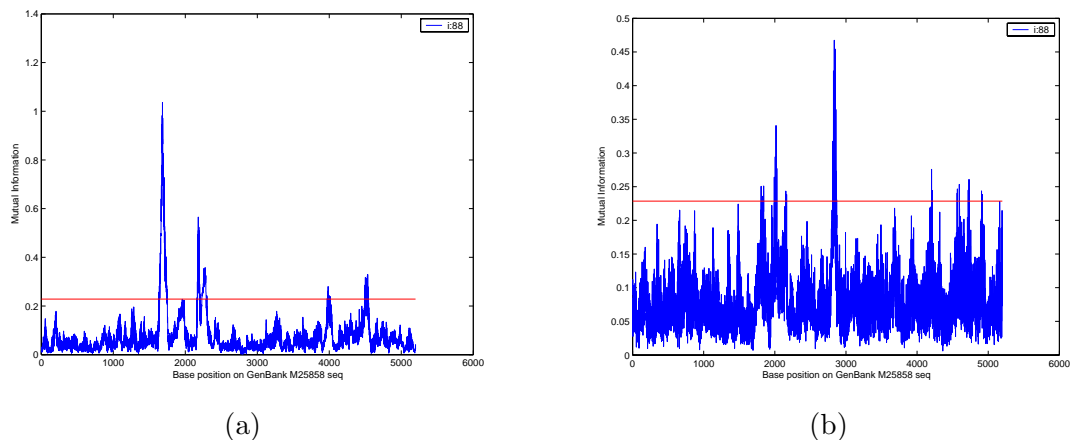 1.4
1.2
1
0.8
0.6
0.4
0.2
0
Mutual Information
i:88
0 1000 2000 3000 4000 5000 6000
Base position on GenBank M25858 seq
(a)
0.5
0.45
0.4
0.35
0.3
0.25
0.2
0.15
0.1
0.05
0
Mutual Information
i:88
0 1000 2000 3000 4000 5000 6000
Base position on GenBank M25858 seq
(b)